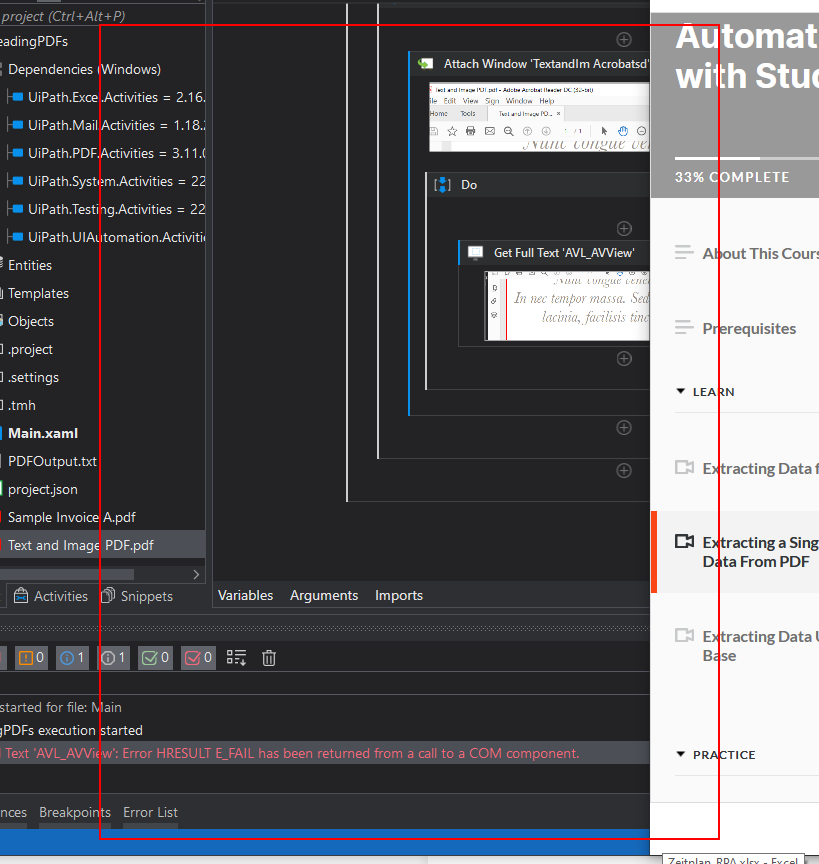 project (Ctrl+Alt+P)
eadingPDFs
Dependencies (Windows)
UiPath.Excel.Activities = 2.16.
UiPath.Mail.Activities = 1.18.
UiPath.PDF.Activities = 3.11.0
UiPath.System.Activities = 22
UiPath.Testing.Activities = 22
UiPath.UIAutomation.Activiti
Entities
Templates
Objects
.project
.settings
.tmh
Main.xaml
PDFOutput.txt
project.json
Sample Invoice A.pdf
Text and Image PDF.pdf
Activities
Snippets
Attach Window 'TextandIm Acrobatsd'
Text and Image PDF.pdf - Adobe Acrobat Reader DC (32-bit)
ile Edit View Sign Window Help
Home Tools Text and Image PD... ×
1 / 1
Nunc congue ve
Do
Get Full Text 'AVL_AVView'
Nunc congue
In nec tempor massa. Sed
lacinia, facilisis tinc
Variables Arguments Imports
0 1 1 0 0
started for file: Main
gPDFs execution started
l Text 'AVL_AVView': Error HRESULT E_FAIL has been returned from a call to a COM component.
nces Breakpoints Error List
Automat
with Stud
33% COMPLETE
About This Cours
Prerequisites
LEARN
Extracting Data f
Extracting a Sing
Data From PDF
Extracting Data U
Base
PRACTICE
Zeitplan_RPA.xlsx - Excel